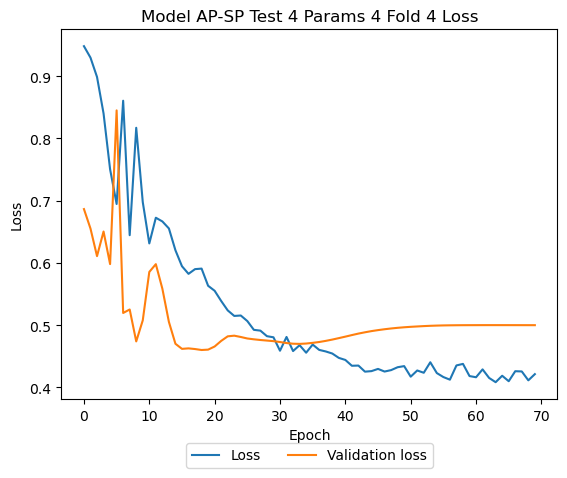 Model AP-SP Test 4 Params 4 Fold 4 Loss
Loss
0.9
0.8
0.7
0.6
0.5
0.4
0 10 20 30 40 50 60 70
Epoch
Loss Validation loss